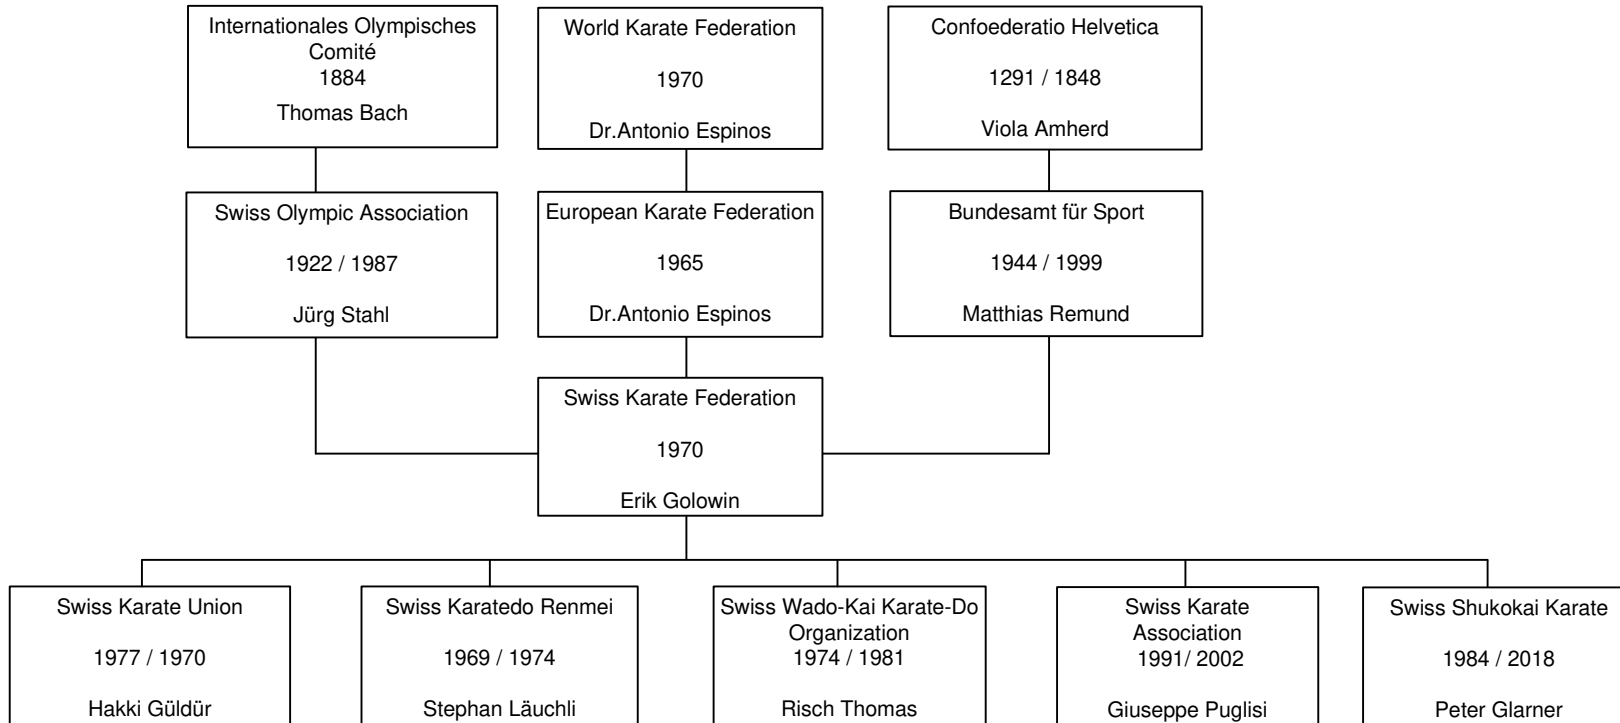 Internationales Olympisches
Comité
1884
Thomas Bach
World Karate Federation
1970
Dr.Antonio Espinos
Confoederatio Helvetica
1291 / 1848
Viola Amherd
Swiss Olympic Association
1922 / 1987
Jürg Stahl
European Karate Federation
1965
Dr.Antonio Espinos
Bundesamt für Sport
1944 / 1999
Matthias Remund
Swiss Karate Federation
1970
Erik Golowin
Swiss Karate Union
1977 / 1970
Hakki Güldür
Swiss Karatedo Renmei
1969 / 1974
Stephan Läuchli
Swiss Wado-Kai Karate-Do
Organization
1974 / 1981
Risch Thomas
Swiss Karate
Association
1991/ 2002
Giuseppe Puglisi
Swiss Shukokai Karate
1984 / 2018
Peter Glarner